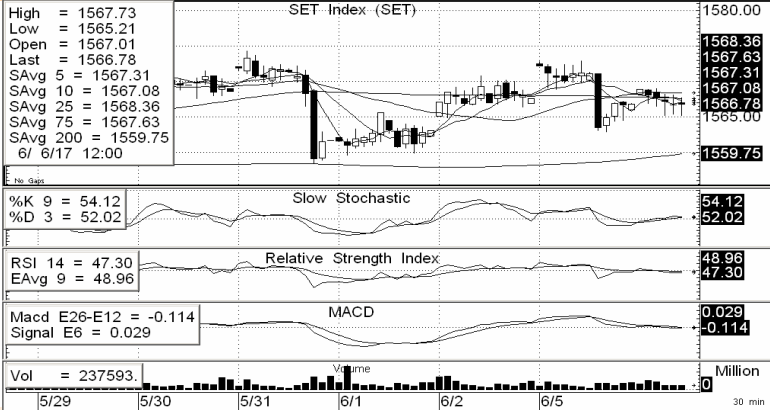 SET Index (SET)
High = 1567.73
Low = 1565.21
Open = 1567.01
Last = 1566.78
SAvg 5 = 1567.31
SAvg 10 = 1567.08
SAvg 25 = 1568.36
SAvg 75 = 1567.63
SAvg 200 = 1559.75
6/ 6/17 12:00
No Gaps
1580.00
1568.36
1567.63
1567.31
1567.08
1566.78
1565.00
1559.75
Slow Stochastic
%K 9 = 54.12
%D 3 = 52.02
54.12
52.02
Relative Strength Index
RSI 14 = 47.30
EAvg 9 = 48.96
48.96
47.30
MACD
Macd E26-E12 = -0.114
Signal E6 = 0.029
0.029
-0.114
Volume
Vol = 237593.
Million
0
5/29 5/30 5/31 6/1 6/2 6/5
30 min